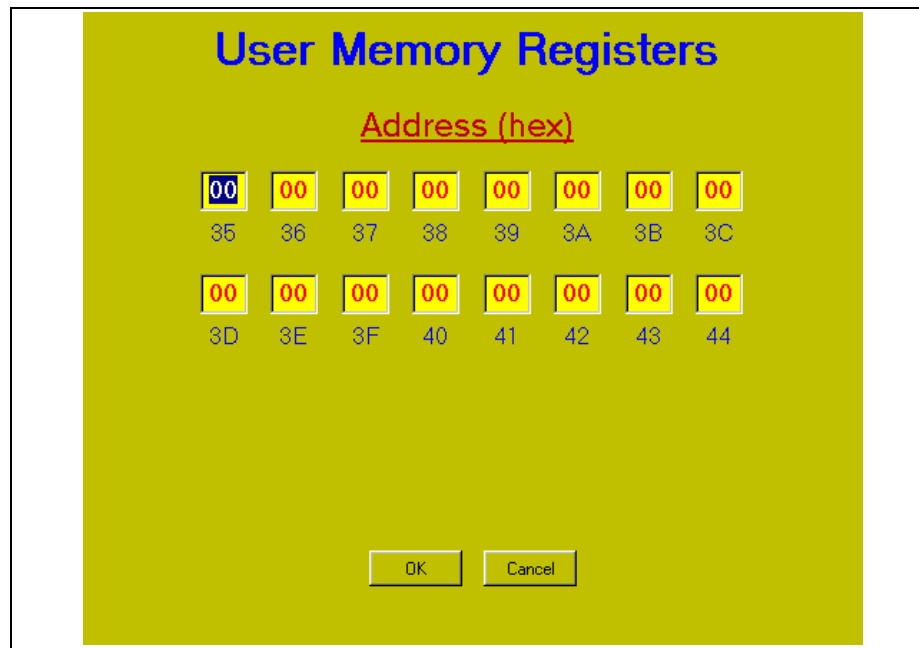 User Memory Registers
Address (hex)
00 00 00 00 00 00 00 00
35 36 37 38 39 3A 3B 3C
00 00 00 00 00 00 00 00
3D 3E 3F 40 41 42 43 44
OK Cancel